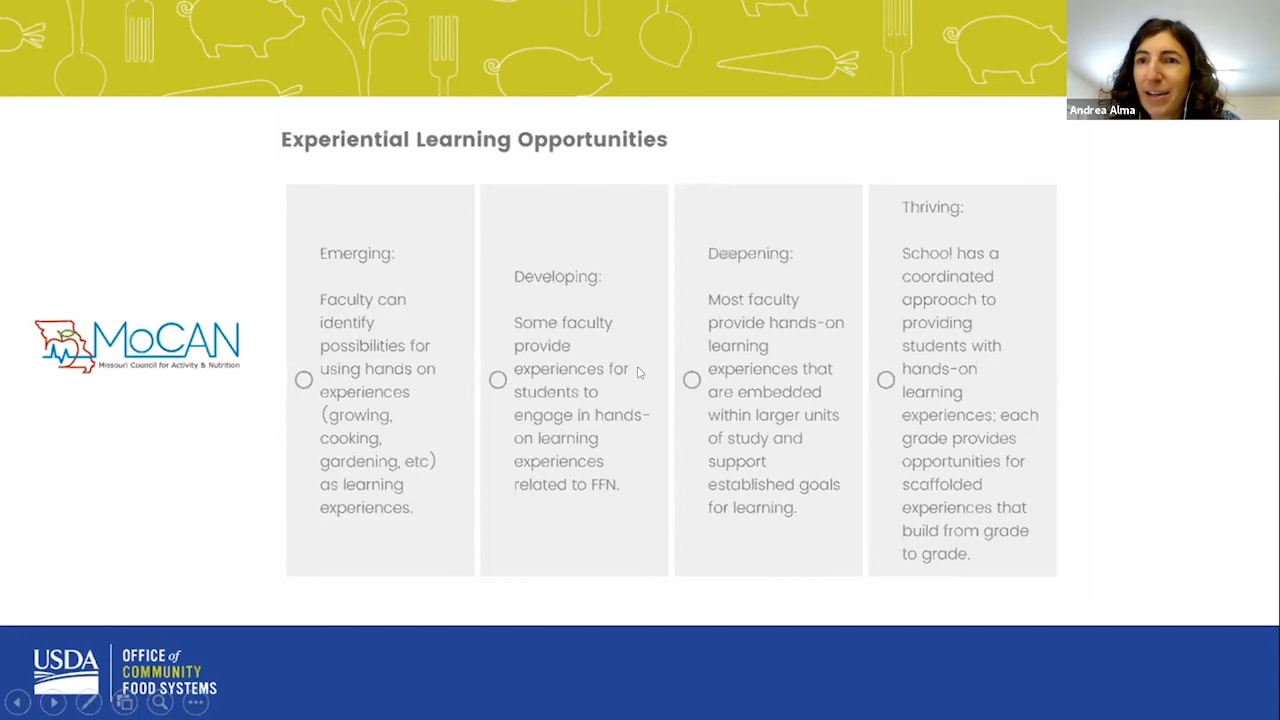 Andrea Alma
Experiential Learning Opportunities
Emerging:
Faculty can
identify
possibilities for
using hands on
experiences
(growing,
cooking,
gardening, etc)
as learning
experiences.
Developing:
Some faculty
provide
experiences for
students to
engage in hands-
on learning
experiences
related to FFN.
Deepening:
Most faculty
provide hands-on
learning
experiences that
are embedded
within larger units
of study and
support
established goals
for learning.
Thriving:
School has a
coordinated
approach to
providing
students with
hands-on
learning
experiences; each
grade provides
opportunities for
scaffolded
experiences that
build from grade
to grade.
MOCAN
Missouri Council for Activity & Nutrition
USDA
OFFICE of
COMMUNITY
FOOD SYSTEMS